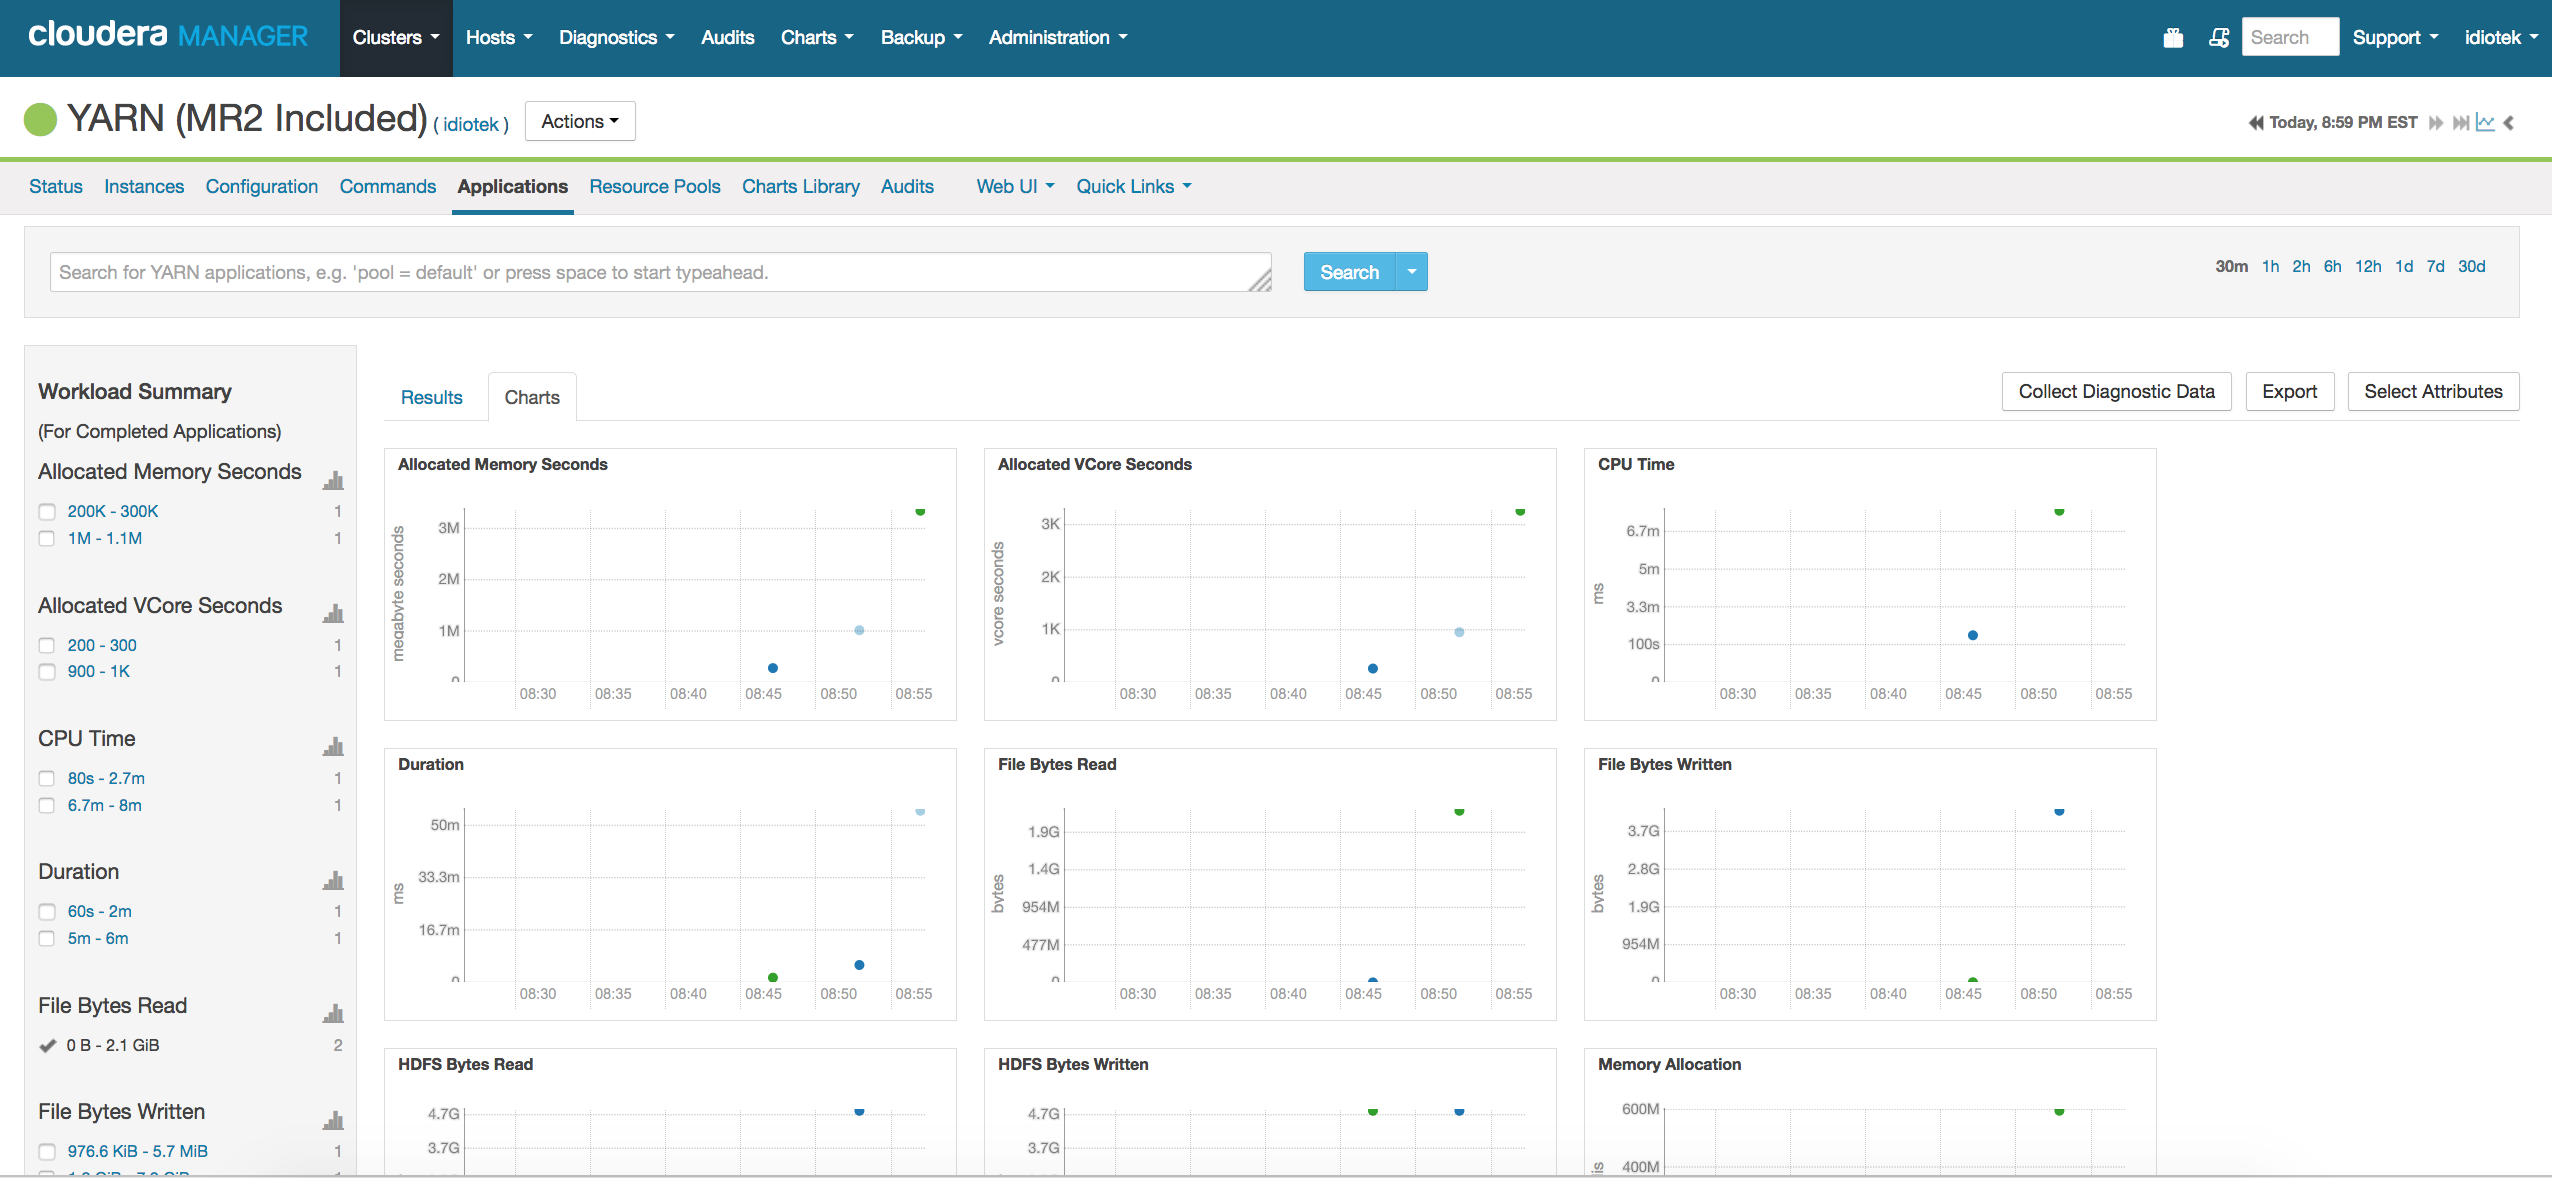 cloudera MANAGER Clusters Hosts Diagnostics Audits Charts Backup Administration Search Support idiotek
YARN (MR2 Included) ( idiotek ) Actions Today, 8:59 PM EST
Status Instances Configuration Commands Applications Resource Pools Charts Library Audits Web UI Quick Links
Search for YARN applications, e.g. 'pool = default' or press space to start typeahead. Search 30m 1h 2h 6h 12h 1d 7d 30d
Workload Summary
(For Completed Applications)
Allocated Memory Seconds
200K - 300K 1
1M - 1.1M 1
Allocated VCore Seconds
200 - 300 1
900 - 1K 1
CPU Time
80s - 2.7m 1
6.7m - 8m 1
Duration
60s - 2m 1
5m - 6m 1
File Bytes Read
0 B - 2.1 GiB 2
File Bytes Written
976.6 KiB - 5.7 MiB 1
Results Charts Collect Diagnostic Data Export Select Attributes
Allocated Memory Seconds
megabyte seconds
3M
2M
1M
0
08:30 08:35 08:40 08:45 08:50 08:55
Allocated VCore Seconds
vcore seconds
3K
2K
1K
0
08:30 08:35 08:40 08:45 08:50 08:55
CPU Time
ms
6.7m
5m
3.3m
100s
0
08:30 08:35 08:40 08:45 08:50 08:55
Duration
ms
50m
33.3m
16.7m
0
08:30 08:35 08:40 08:45 08:50 08:55
File Bytes Read
bytes
1.9G
1.4G
954M
477M
0
08:30 08:35 08:40 08:45 08:50 08:55
File Bytes Written
bytes
3.7G
2.8G
1.9G
954M
0
08:30 08:35 08:40 08:45 08:50 08:55
HDFS Bytes Read
4.7G
3.7G
HDFS Bytes Written
4.7G
3.7G
Memory Allocation
600M
400M